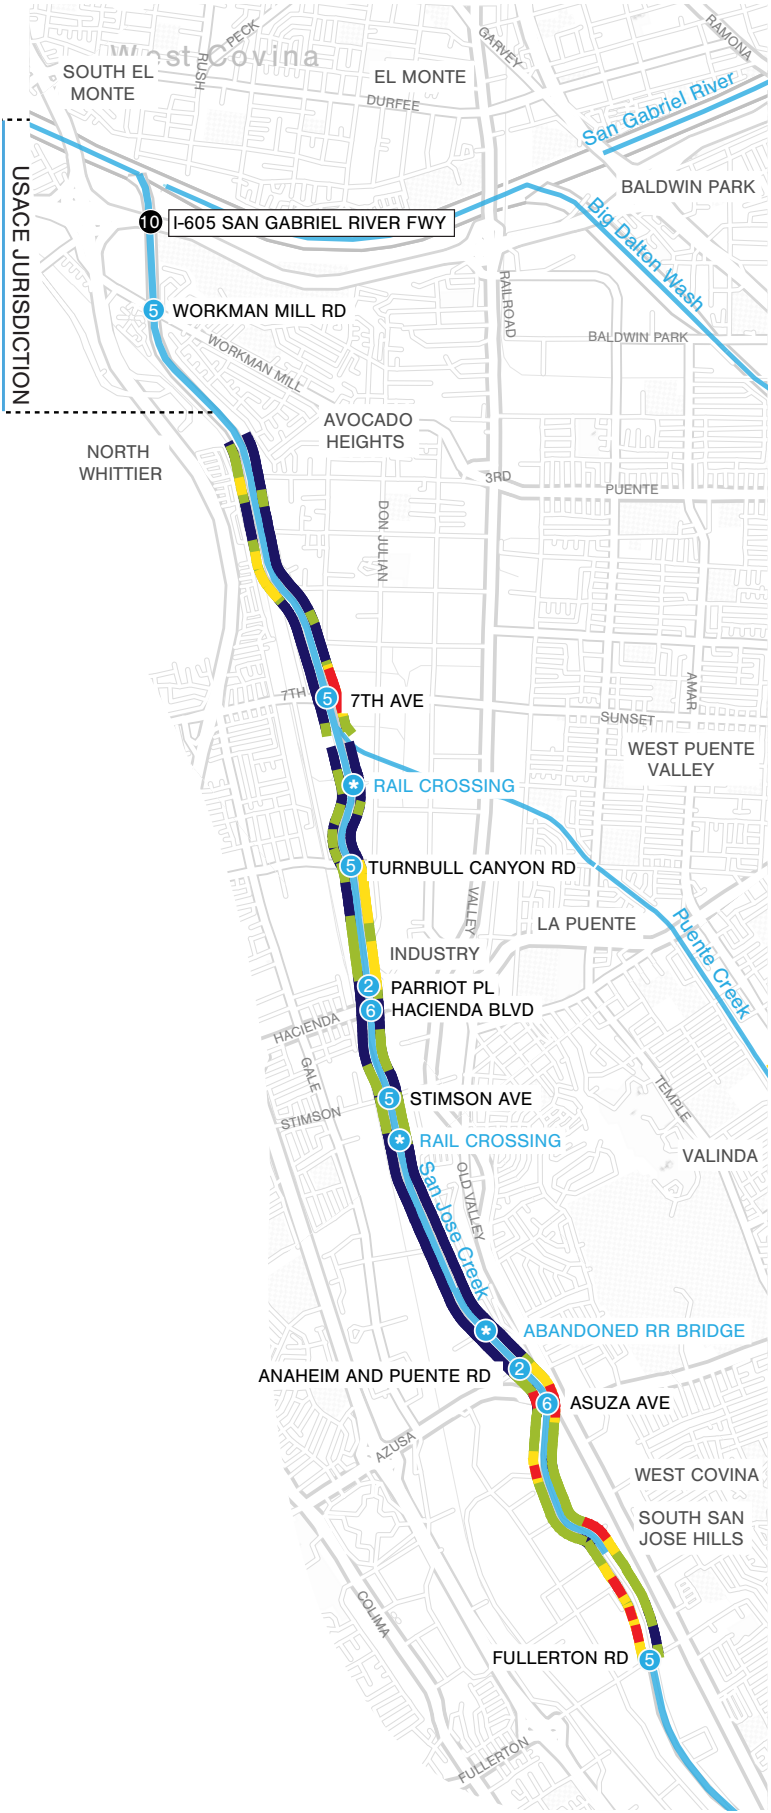 West Covina
PECK
RUSH
GARVEY
RAMONA
SOUTH EL
MONTE
EL MONTE
DURFEE
San Gabriel River
USACE JURISDICTION
BALDWIN PARK
10
I-605 SAN GABRIEL RIVER FWY
Big Dalton Wash
RAILROAD
5
WORKMAN MILL RD
WORKMAN MILL
BALDWIN PARK
AVOCADO
HEIGHTS
NORTH
WHITTIER
3RD
PUENTE
DON JULIAN
7TH
5
7TH AVE
AMAR
SUNSET
WEST PUENTE
VALLEY
*
RAIL CROSSING
5
TURNBULL CANYON RD
VALLEY
LA PUENTE
Puente Creek
INDUSTRY
2
PARRIOT PL
6
HACIENDA BLVD
HACIENDA
GALE
STIMSON
5
STIMSON AVE
TEMPLE
*
RAIL CROSSING
VALINDA
San Jose Creek
OLD VALLEY
*
ABANDONED RR BRIDGE
ANAHEIM AND PUENTE RD
2
6
ASUZA AVE
AZUSA
WEST COVINA
SOUTH SAN
JOSE HILLS
COLIMA
FULLERTON RD
5
FULLERTON